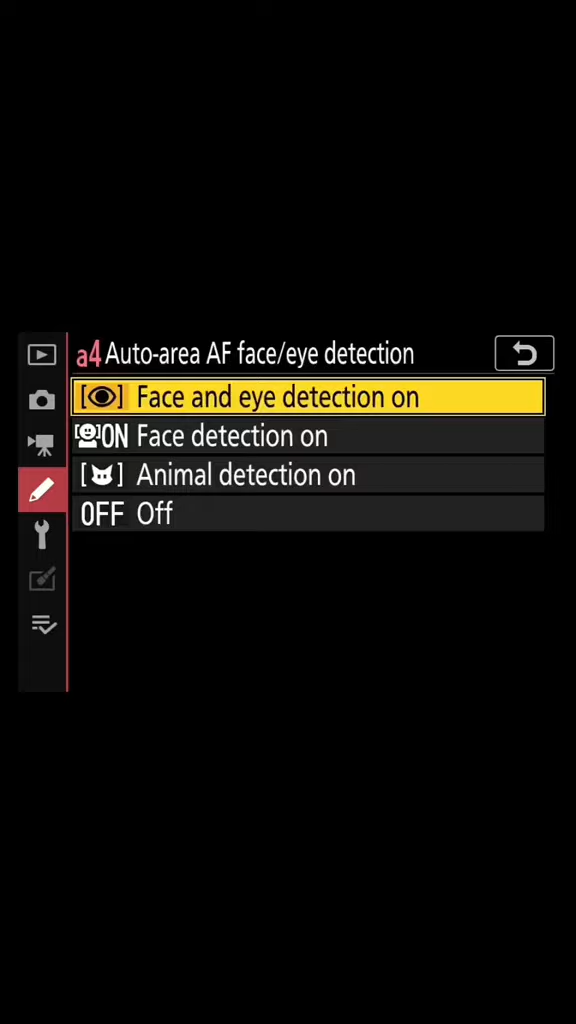 a4 Auto-area AF face/eye detection
Face and eye detection on
ON Face detection on
Animal detection on
OFF Off